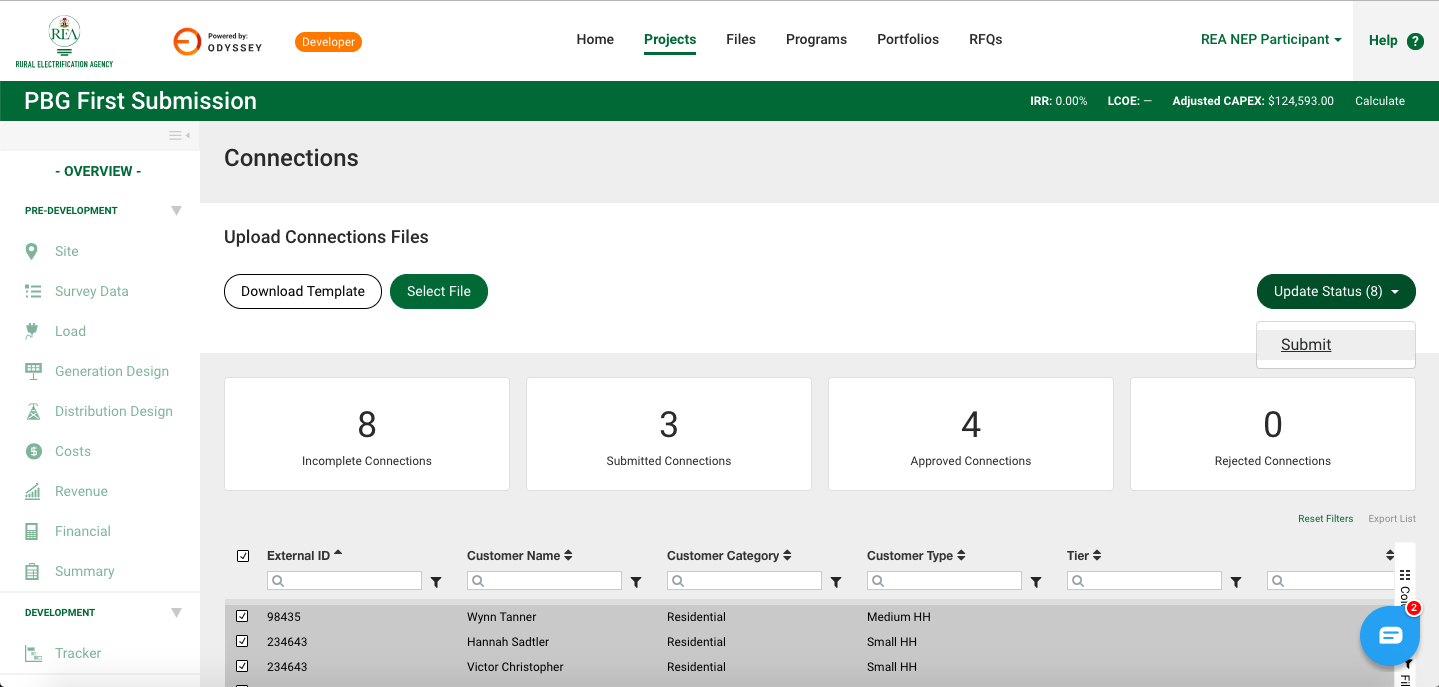 REA
RURAL ELECTRIFICATION AGENCY
Powered by:
ODYSSEY
Developer
Home Projects Files Programs Portfolios RFQs
REA NEP Participant
Help ?
PBG First Submission
IRR: 0.00% LCOE: — Adjusted CAPEX: $124,593.00 Calculate
- OVERVIEW -
PRE-DEVELOPMENT
Site
Survey Data
Load
Generation Design
Distribution Design
Costs
Revenue
Financial
Summary
DEVELOPMENT
Tracker
Connections
Upload Connections Files
Download Template Select File Update Status (8)
Submit
8 3 4 0
Incomplete Connections Submitted Connections Approved Connections Rejected Connections
Reset Filters Export List
External ID Customer Name Customer Category Customer Type Tier
98435 Wynn Tanner Residential Medium HH
234643 Hannah Sadtler Residential Small HH
234643 Victor Christopher Residential Small HH
2